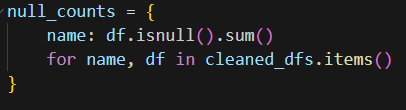 null_counts = {
    name: df.isnull().sum()
    for name, df in cleaned_dfs.items()
}